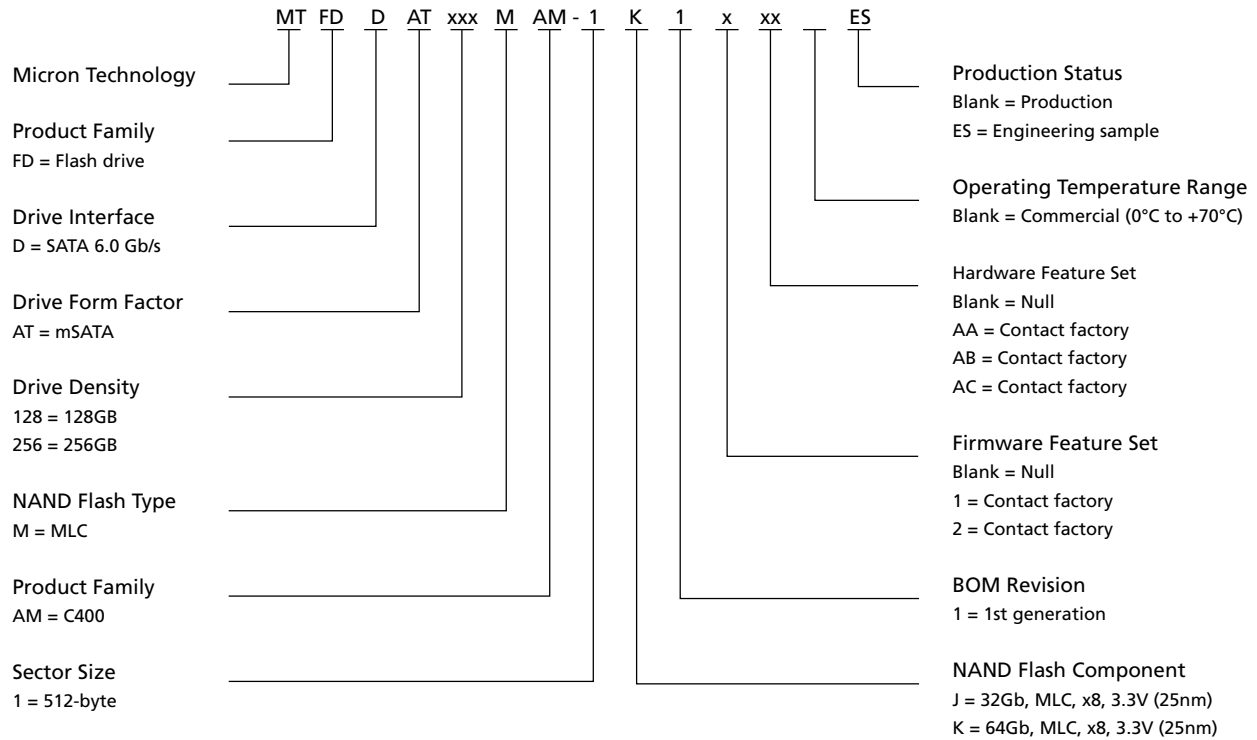 MT FD D AT xxx M AM - 1 K 1 x xx ES
Micron Technology
Product Family
FD = Flash drive
Drive Interface
D = SATA 6.0 Gb/s
Drive Form Factor
AT = mSATA
Drive Density
128 = 128GB
256 = 256GB
NAND Flash Type
M = MLC
Product Family
AM = C400
Sector Size
1 = 512-byte
Production Status
Blank = Production
ES = Engineering sample
Operating Temperature Range
Blank = Commercial (0°C to +70°C)
Hardware Feature Set
Blank = Null
AA = Contact factory
AB = Contact factory
AC = Contact factory
Firmware Feature Set
Blank = Null
1 = Contact factory
2 = Contact factory
BOM Revision
1 = 1st generation
NAND Flash Component
J = 32Gb, MLC, x8, 3.3V (25nm)
K = 64Gb, MLC, x8, 3.3V (25nm)